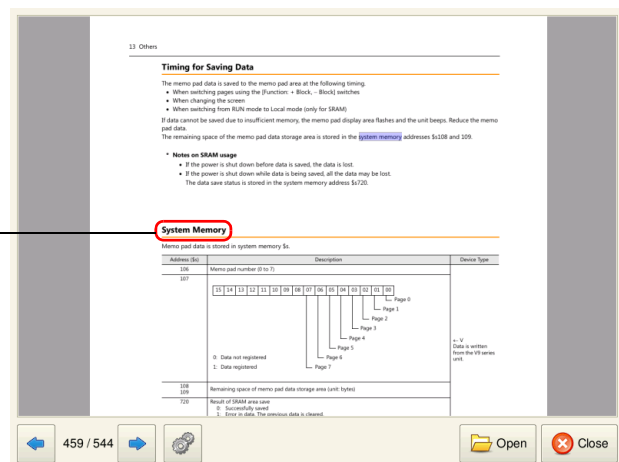 13 Others
Timing for Saving Data
The memo pad data is saved to the memo pad area at the following timing.
• When switching pages using the [Function: + Block, – Block] switches
• When changing the screen
• When switching from RUN mode to Local mode (only for SRAM)
If data cannot be saved due to insufficient memory, the memo pad display area flashes and the unit beeps. Reduce the memo
pad data.
The remaining space of the memo pad data storage area is stored in the system memory addresses $s108 and 109.
* Notes on SRAM usage
• If the power is shut down before data is saved, the data is lost.
• If the power is shut down while data is being saved, all the data may be lost.
The data save status is stored in the system memory address $s720.
System Memory
Memo pad data is stored in system memory $s.
Address ($s) Description Device Type
106 Memo pad number (0 to 7)
107
15 14 13 12 11 10 09 08 07 06 05 04 03 02 01 00
Page 0
Page 1
Page 2
Page 3
Page 4
Page 5
0: Data not registered Page 6
1: Data registered Page 7
← V
Data is written
from the V9 series
unit.
108
109
Remaining space of memo pad data storage area (unit: bytes)
720 Result of SRAM area save
0: Successfully saved
1: Error in data. The previous data is cleared.
459 / 544
Open
Close